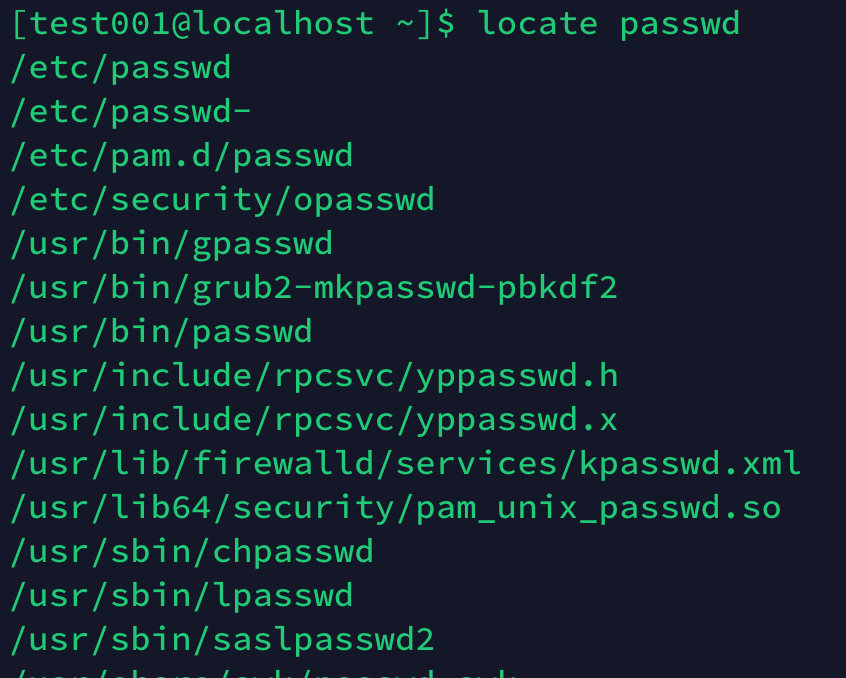 [test001@localhost ~]$ locate passwd
/etc/passwd
/etc/passwd-
/etc/pam.d/passwd
/etc/security/opasswd
/usr/bin/gpasswd
/usr/bin/grub2-mkpasswd-pbkdf2
/usr/bin/passwd
/usr/include/rpcsvc/yppasswd.h
/usr/include/rpcsvc/yppasswd.x
/usr/lib/firewalld/services/kpasswd.xml
/usr/lib64/security/pam_unix_passwd.so
/usr/sbin/chpasswd
/usr/sbin/lpasswd
/usr/sbin/saslpasswd2